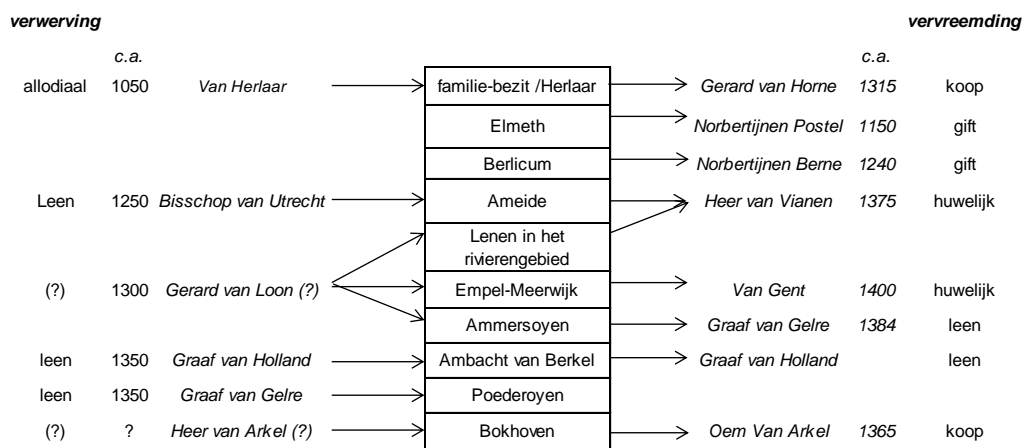 verwerving vervreemding
c.a. c.a.
allodiaal 1050 Van Herlaar familie-bezit /Herlaar Gerard van Horne 1315 koop
Elmeth Norbertijnen Postel 1150 gift
Berlicum Norbertijnen Berne 1240 gift
Leen 1250 Bisschop van Utrecht Ameide Heer van Vianen 1375 huwelijk
Lenen in het
rivierengebied
(?) 1300 Gerard van Loon (?) Empel-Meerwijk Van Gent 1400 huwelijk
Ammersoyen Graaf van Gelre 1384 leen
leen 1350 Graaf van Holland Ambacht van Berkel Graaf van Holland leen
leen 1350 Graaf van Gelre Poederoyen
(?) ? Heer van Arkel (?) Bokhoven Oem Van Arkel 1365 koop